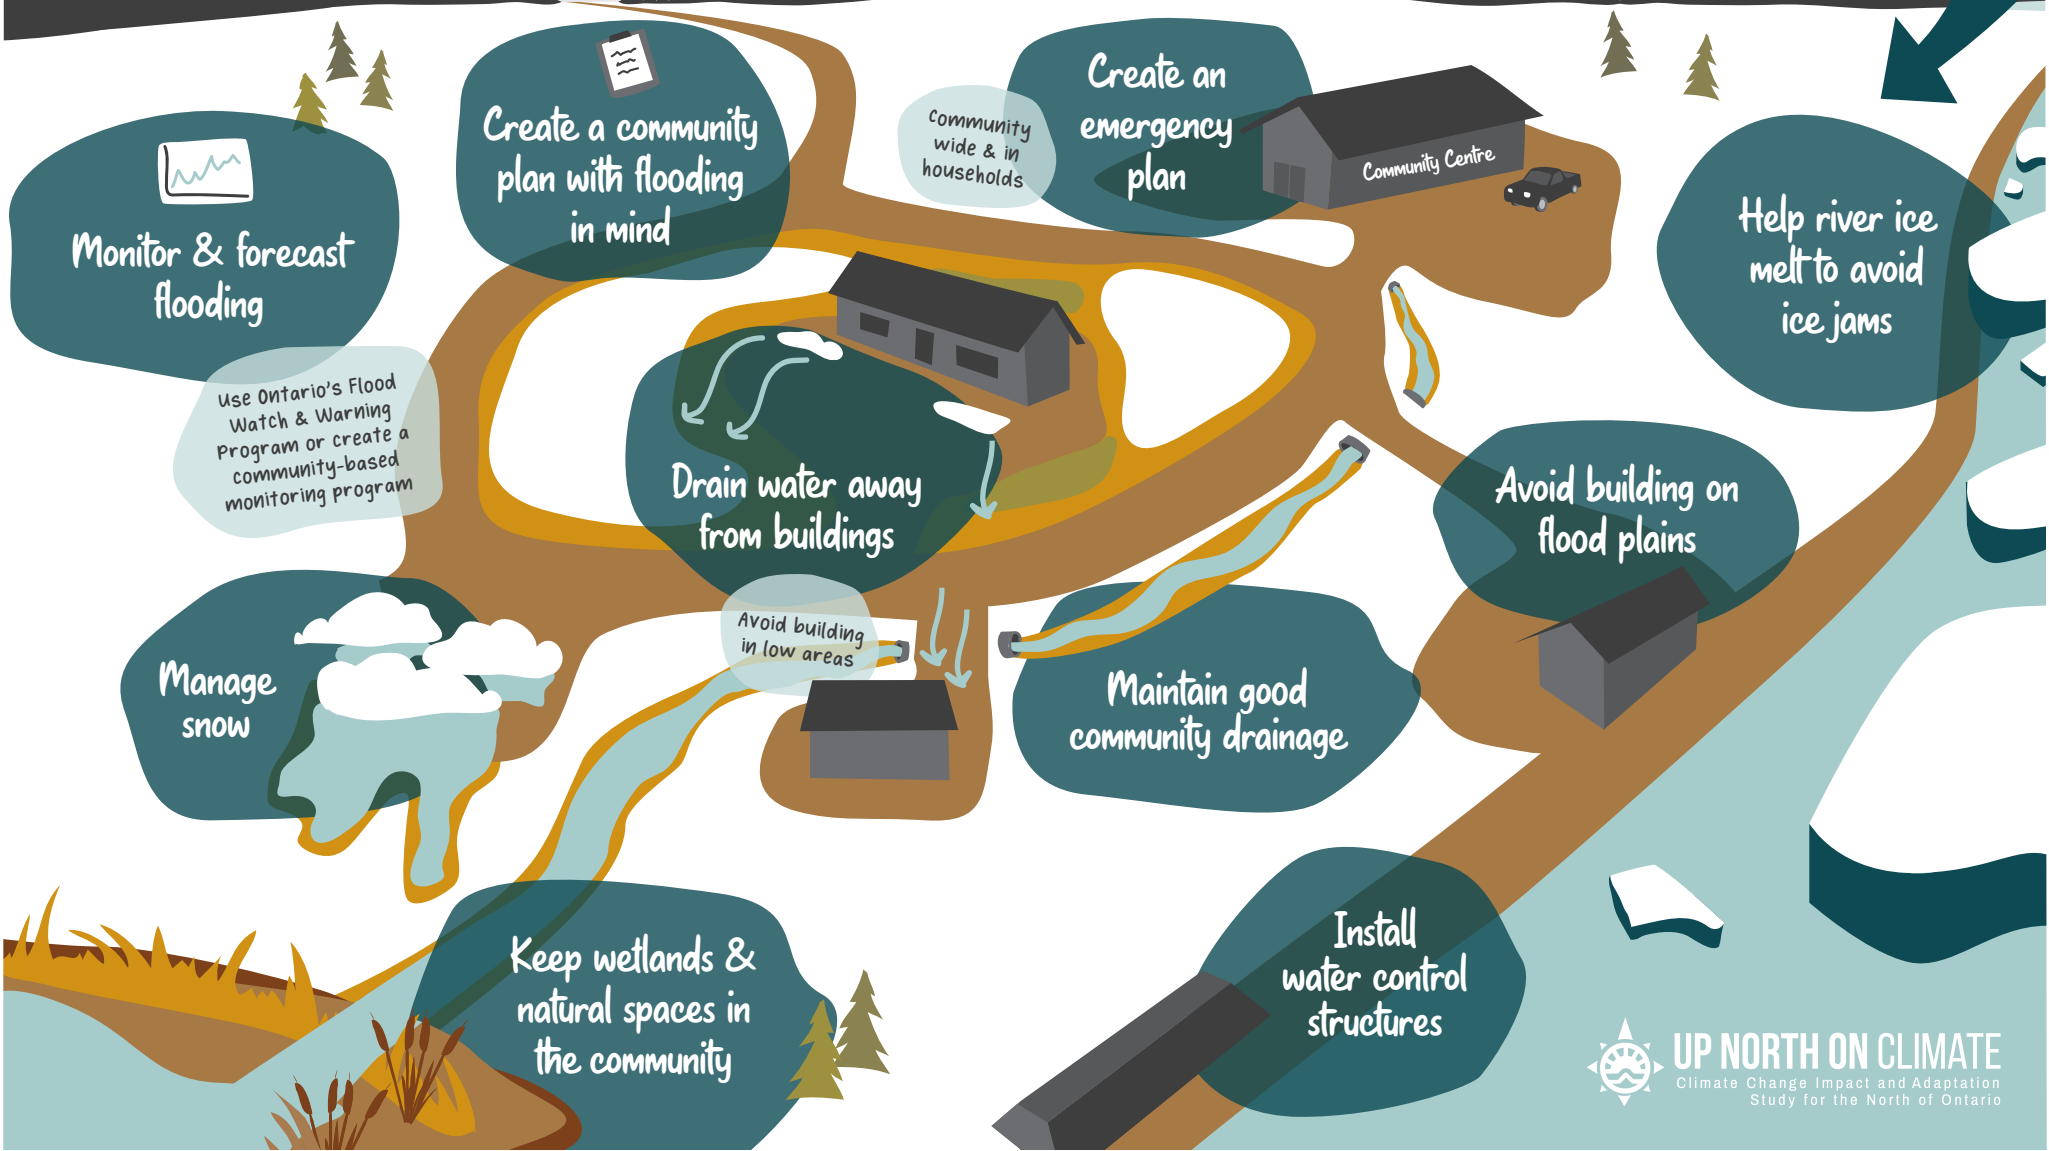 Create a community
plan with flooding
in mind
Create an
emergency
plan
Community
wide & in
households
Community Centre
Monitor & forecast
flooding
Help river ice
melt to avoid
ice jams
Use Ontario's Flood
Watch & Warning
Program or create a
community-based
monitoring program
Drain water away
from buildings
Avoid building on
flood plains
Avoid building
in low areas
Manage
snow
Maintain good
community drainage
Keep wetlands &
natural spaces in
the community
Install
water control
structures
UP NORTH ON CLIMATE
Climate Change Impact and Adaptation
Study for the North of Ontario